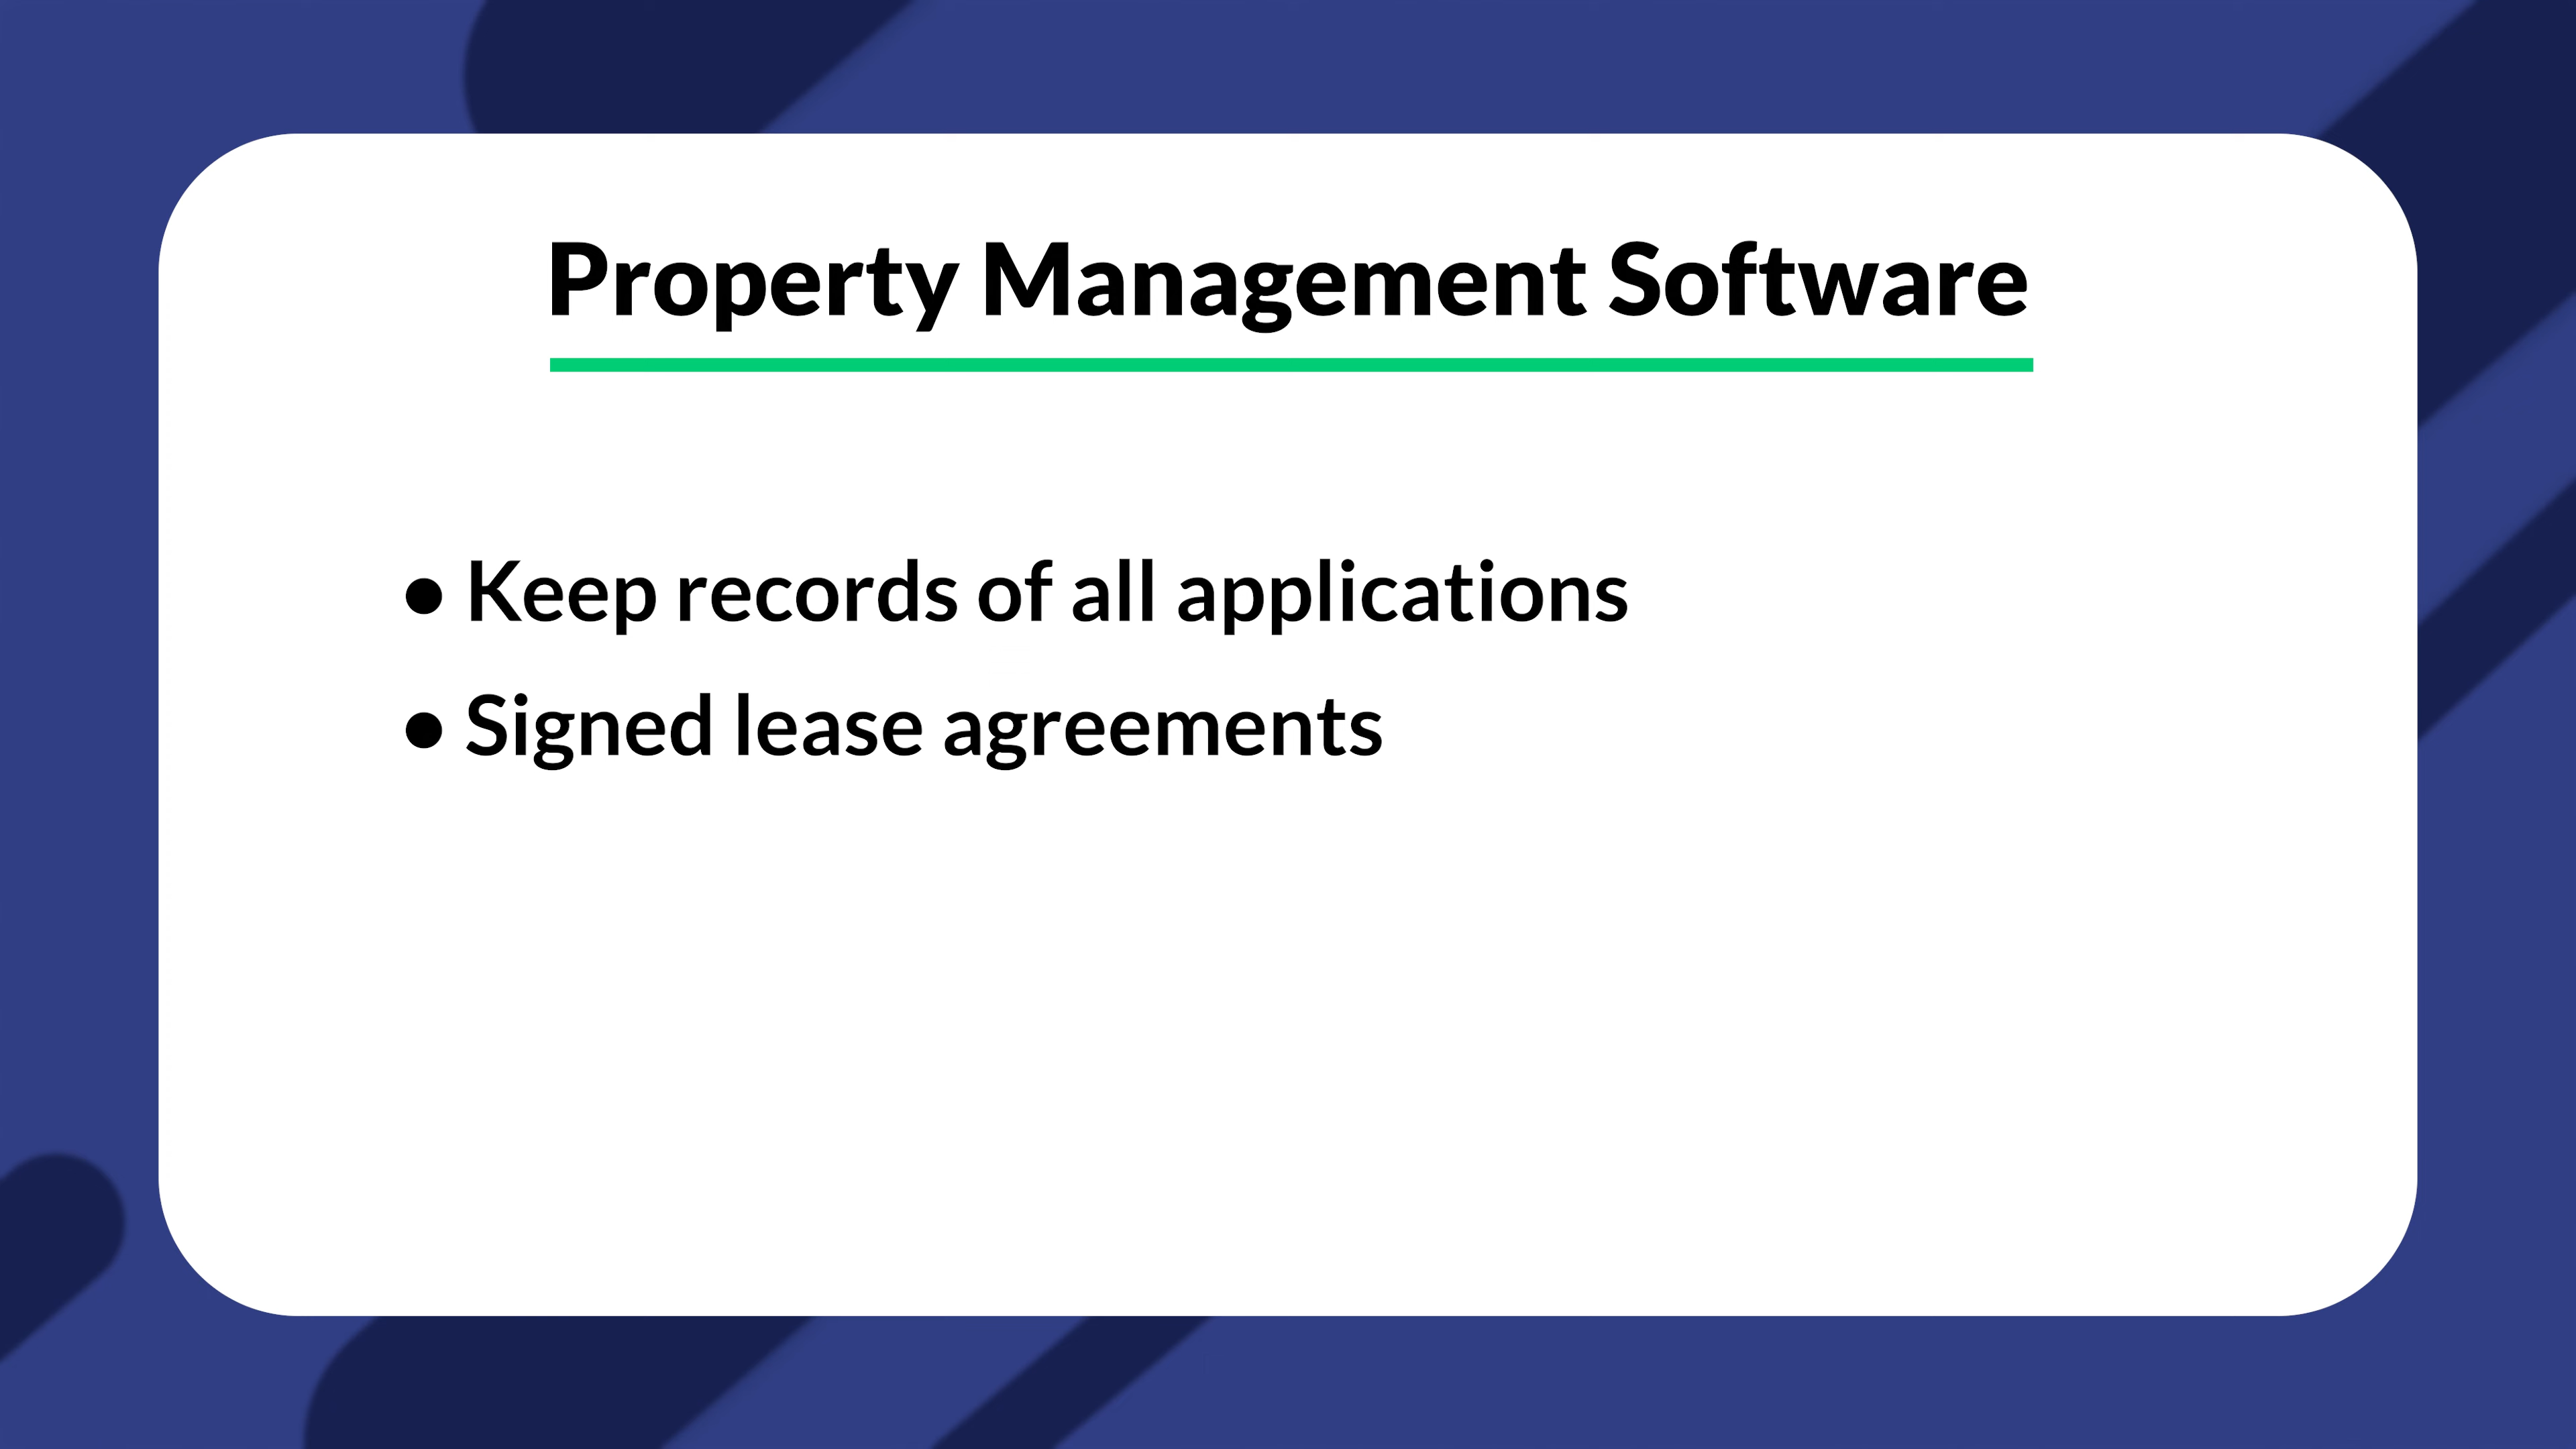 Property Management Software
● Keep records of all applications
● Signed lease agreements